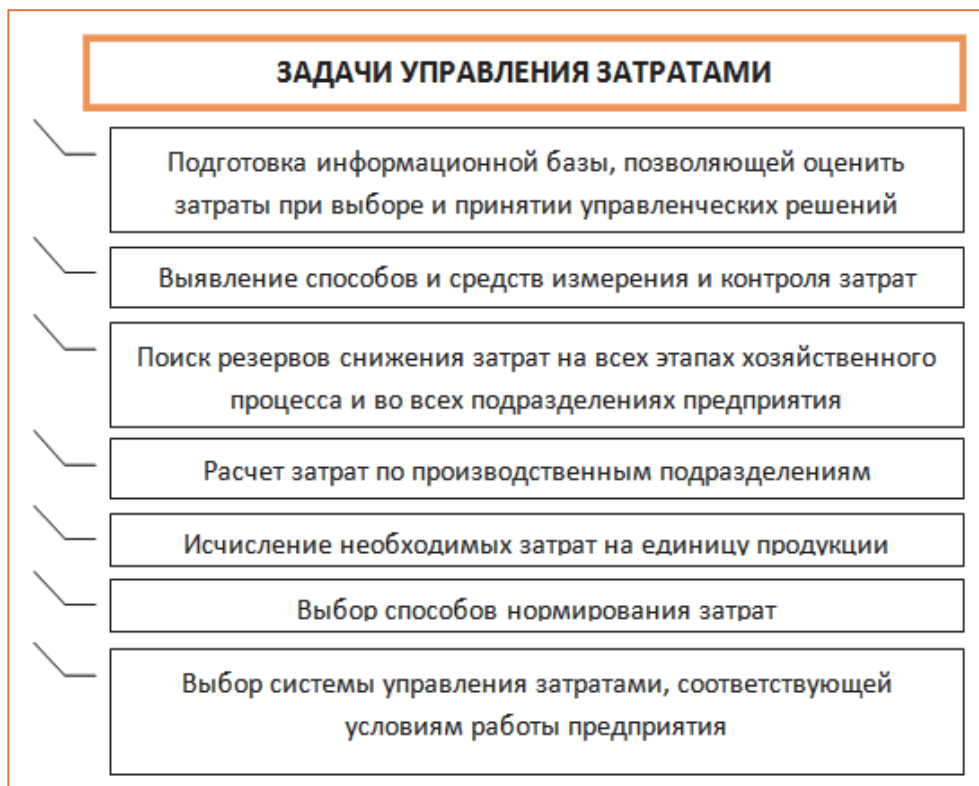 ЗАДАЧИ УПРАВЛЕНИЯ ЗАТРАТАМИ
Подготовка информационной базы, позволяющей оценить
затраты при выборе и принятии управленческих решений
Выявление способов и средств измерения и контроля затрат
Поиск резервов снижения затрат на всех этапах хозяйственного
процесса и во всех подразделениях предприятия
Расчет затрат по производственным подразделениям
Исчисление необходимых затрат на единицу продукции
Выбор способов нормирования затрат
Выбор системы управления затратами, соответствующей
условиям работы предприятия